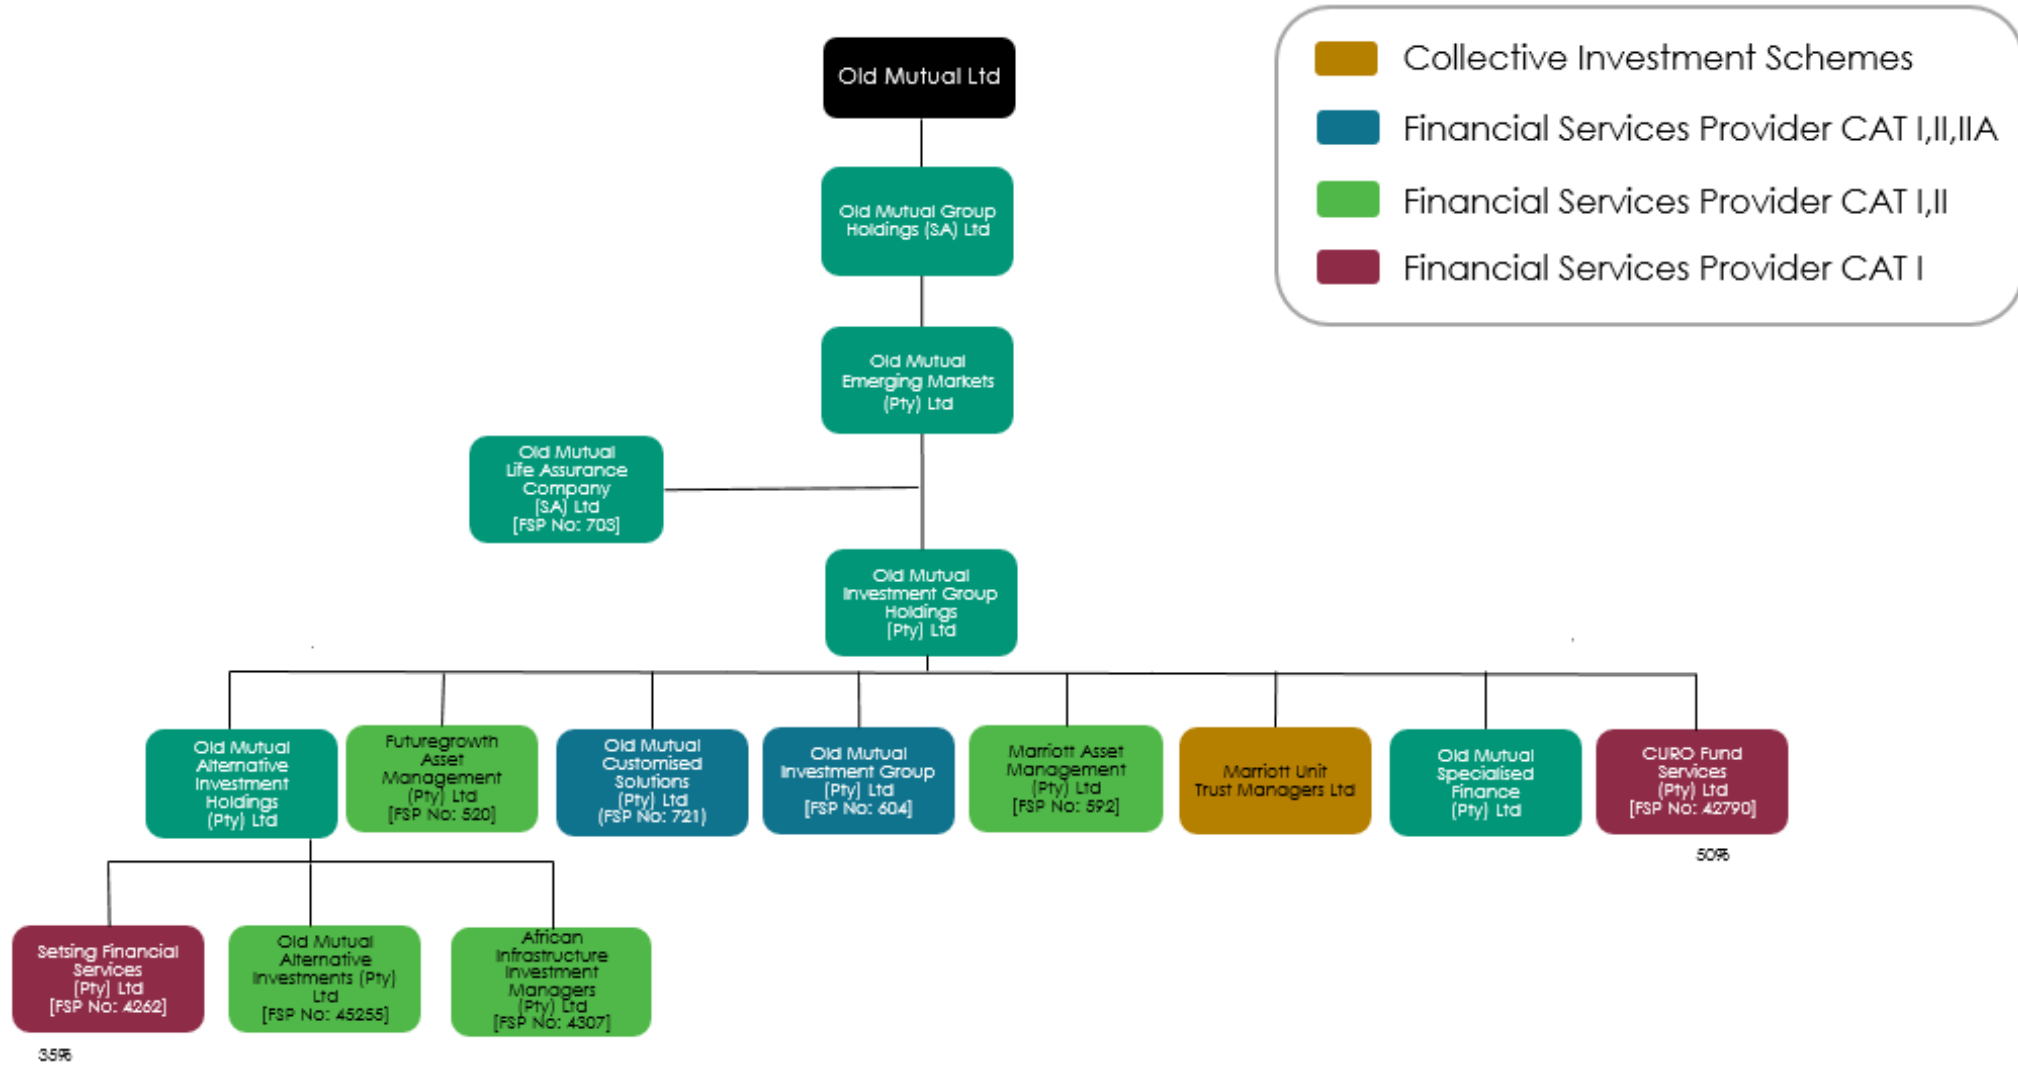 Old Mutual Ltd
Collective Investment Schemes
Financial Services Provider CAT I,II,IIA
Financial Services Provider CAT I,II
Financial Services Provider CAT I
Old Mutual Group
Holdings (SA) Ltd
Old Mutual
Emerging Markets
(Pty) Ltd
Old Mutual
Life Assurance
Company
(SA) Ltd
[FSP No: 703]
Old Mutual
Investment Group
Holdings
(Pty) Ltd
Old Mutual
Alternative
Investment
Holdings
(Pty) Ltd
Futuregrowth
Asset
Management
(Pty) Ltd
[FSP No: 520]
Old Mutual
Customised
Solutions
(Pty) Ltd
(FSP No: 721)
Old Mutual
Investment Group
(Pty) Ltd
[FSP No: 604]
Marriott Asset
Management
(Pty) Ltd
[FSP No: 592]
Marriott Unit
Trust Managers Ltd
Old Mutual
Specialised
Finance
(Pty) Ltd
CURO Fund
Services
(Pty) Ltd
[FSP No: 42790]
50%
Setsing Financial
Services
(Pty) Ltd
[FSP No: 4262]
35%
Old Mutual
Alternative
Investments (Pty)
Ltd
[FSP No: 45255]
African
Infrastructure
Investment
Managers
(Pty) Ltd
[FSP No: 4307]